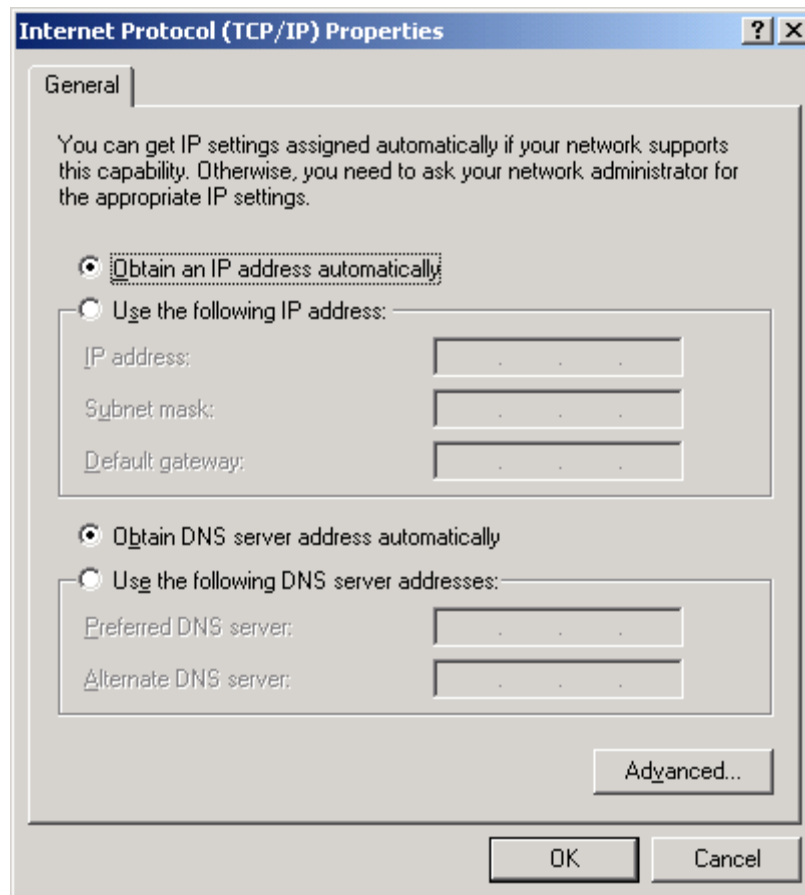 Internet Protocol (TCP/IP) Properties
General
You can get IP settings assigned automatically if your network supports
this capability. Otherwise, you need to ask your network administrator for
the appropriate IP settings.
Obtain an IP address automatically
Use the following IP address:
IP address:
Subnet mask:
Default gateway:
Obtain DNS server address automatically
Use the following DNS server addresses:
Preferred DNS server:
Alternate DNS server:
Advanced...
OK Cancel